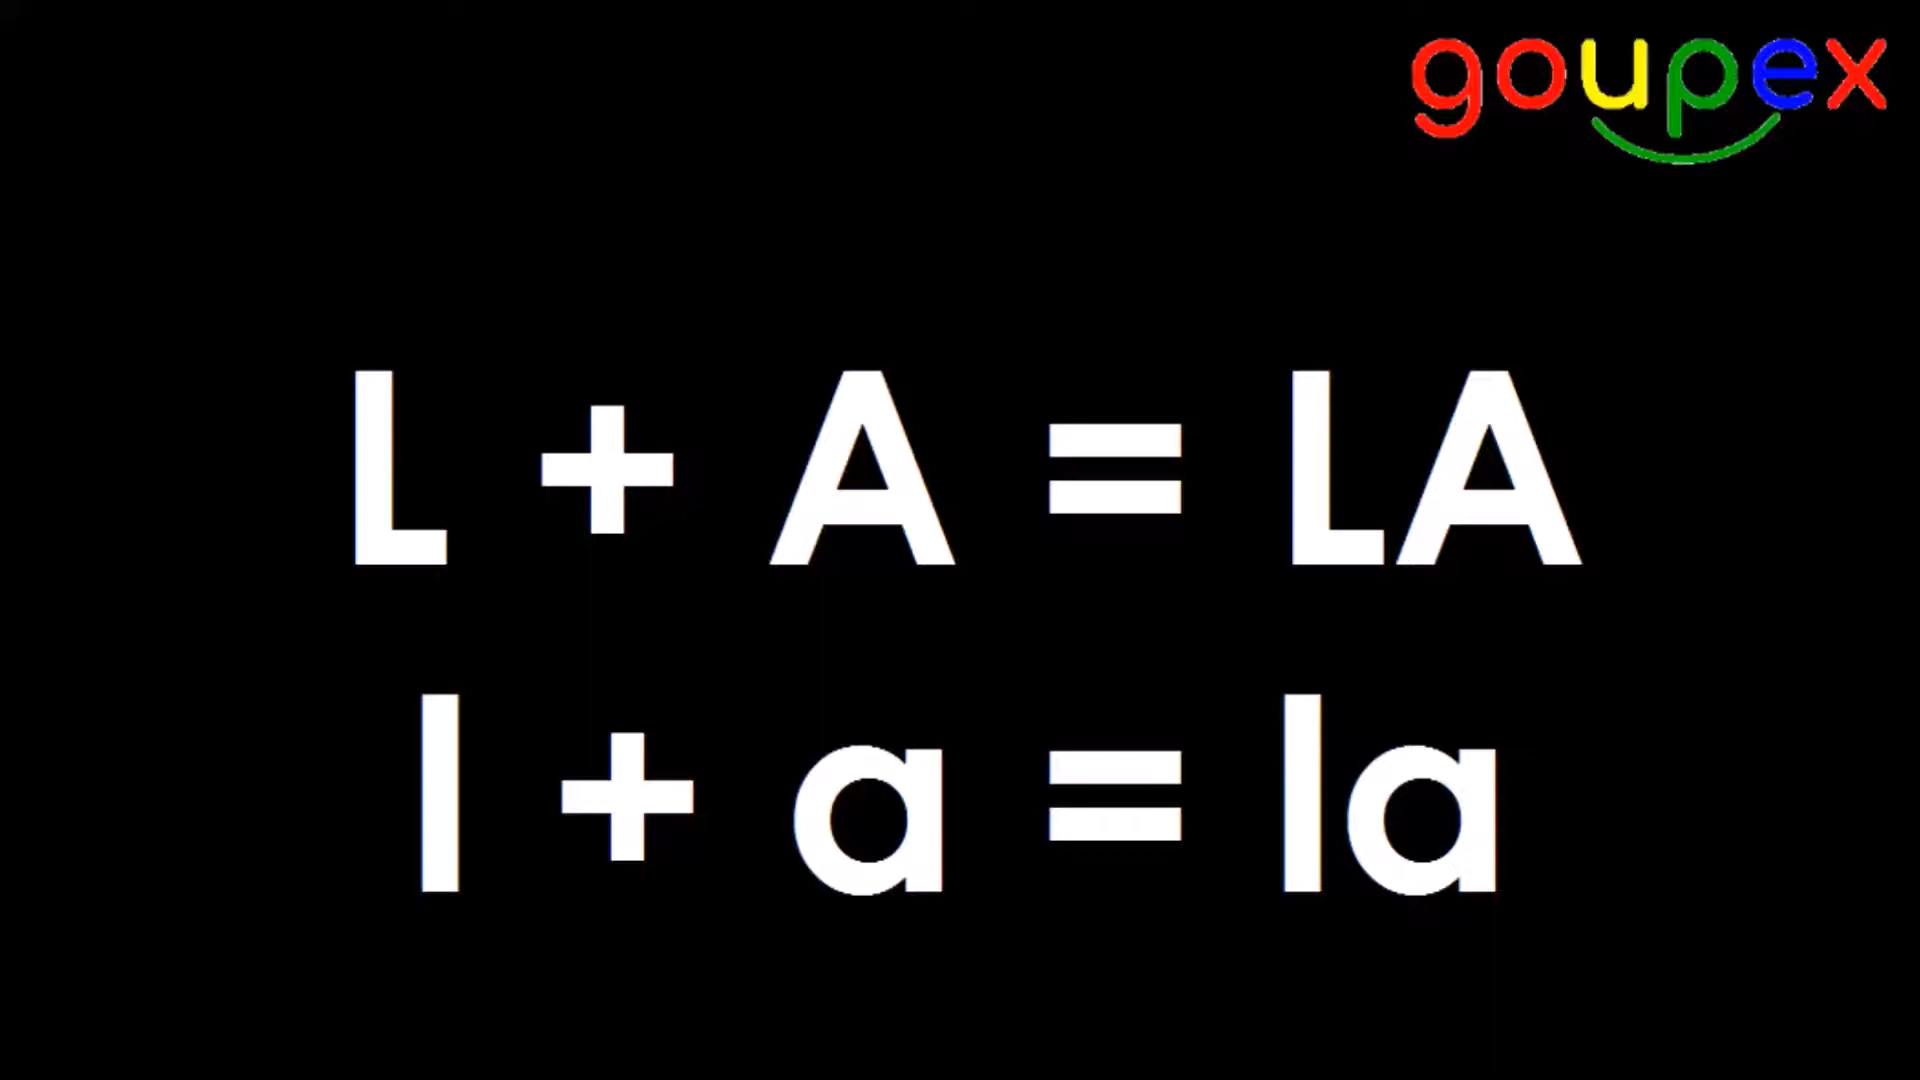 goupex
L + A = LA
l + a = la